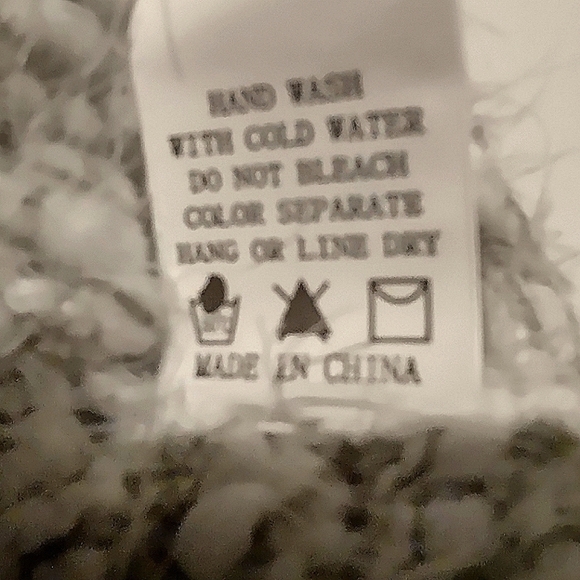 HAND WASH
WITH COLD WATER
DO NOT BLEACH
COLOR SEPARATE
HANG OR LINE DRY
MADE IN CHINA